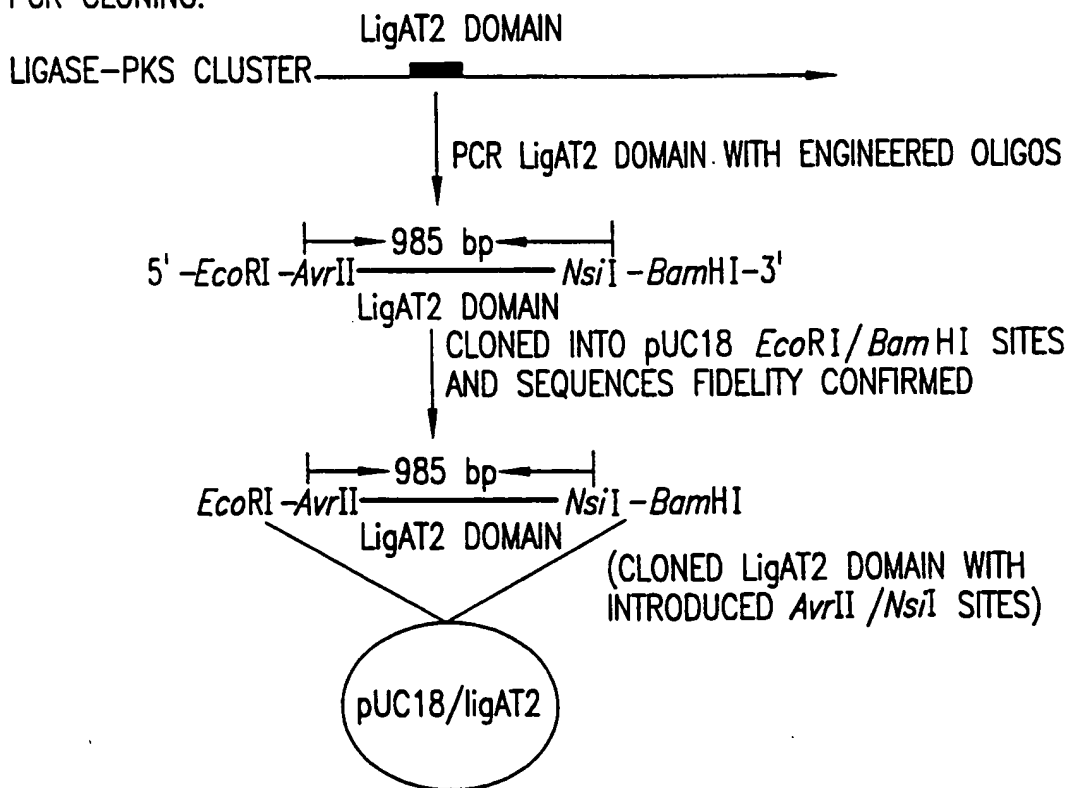 PCR CLONING:
LigAT2 DOMAIN
LIGASE–PKS CLUSTER
PCR LigAT2 DOMAIN WITH ENGINEERED OLIGOS
985 bp
5' –EcoRI –AvrII NsiI –BamHI–3'
LigAT2 DOMAIN
CLONED INTO pUC18 EcoRI/BamHI SITES
AND SEQUENCES FIDELITY CONFIRMED
985 bp
EcoRI –AvrII NsiI –BamHI
LigAT2 DOMAIN
(CLONED LigAT2 DOMAIN WITH
INTRODUCED AvrII /NsiI SITES)
pUC18/ligAT2